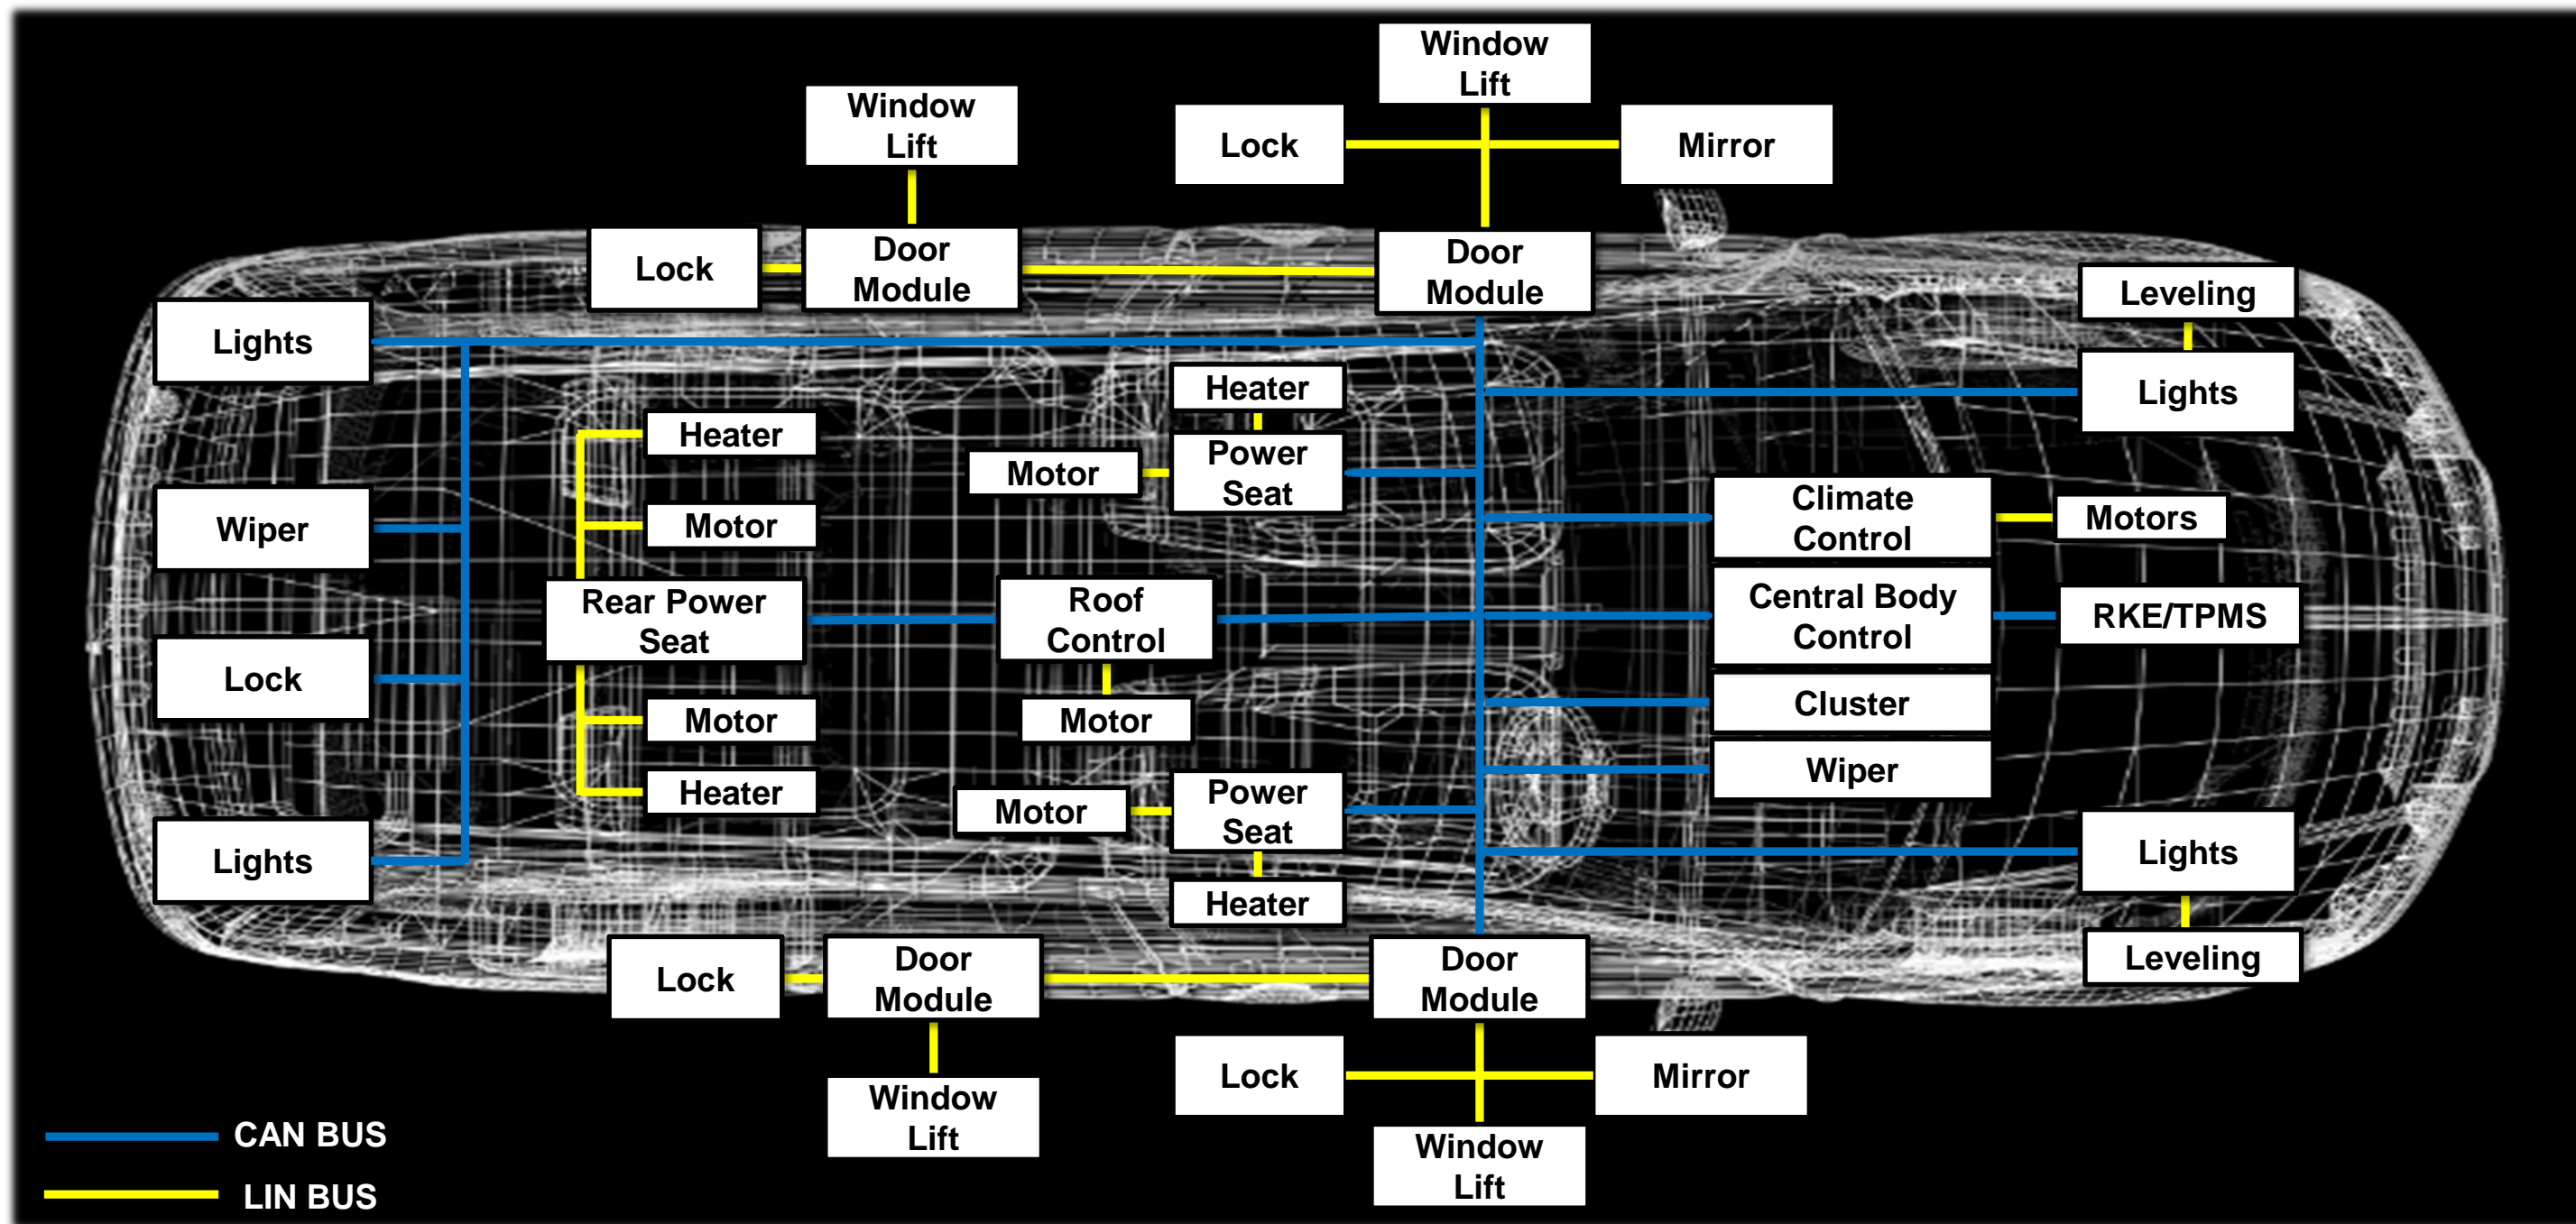 Window
Lift
Window
Lift
Lock
Mirror
Lock
Door
Module
Door
Module
Leveling
Lights
Lights
Heater
Heater
Motor
Power
Seat
Motor
Climate
Control
Motors
Wiper
Rear Power
Seat
Roof
Control
Central Body
Control
RKE/TPMS
Lock
Motor
Motor
Cluster
Wiper
Heater
Motor
Power
Seat
Lights
Lights
Heater
Leveling
Lock
Door
Module
Door
Module
Lock
Mirror
Window
Lift
Window
Lift
CAN BUS
LIN BUS